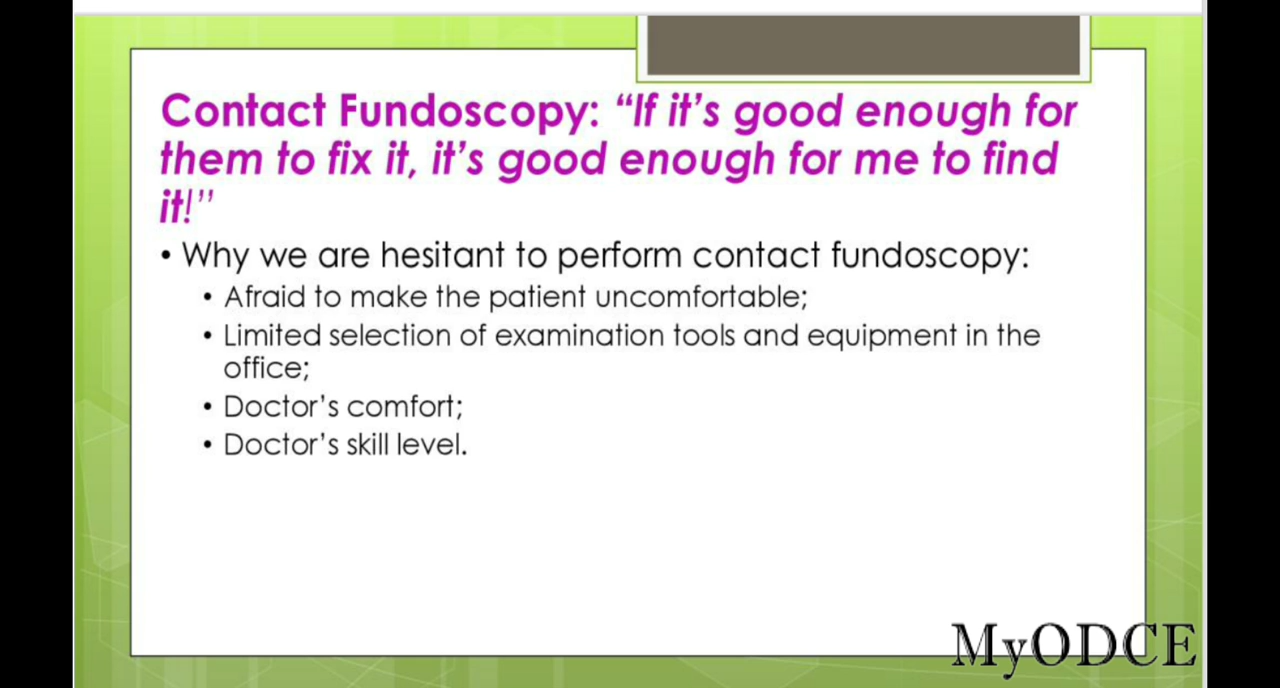 Contact Fundoscopy: “If it’s good enough for
them to fix it, it’s good enough for me to find
it!”
• Why we are hesitant to perform contact fundoscopy:
• Afraid to make the patient uncomfortable;
• Limited selection of examination tools and equipment in the
office;
• Doctor’s comfort;
• Doctor’s skill level.
MyODCE